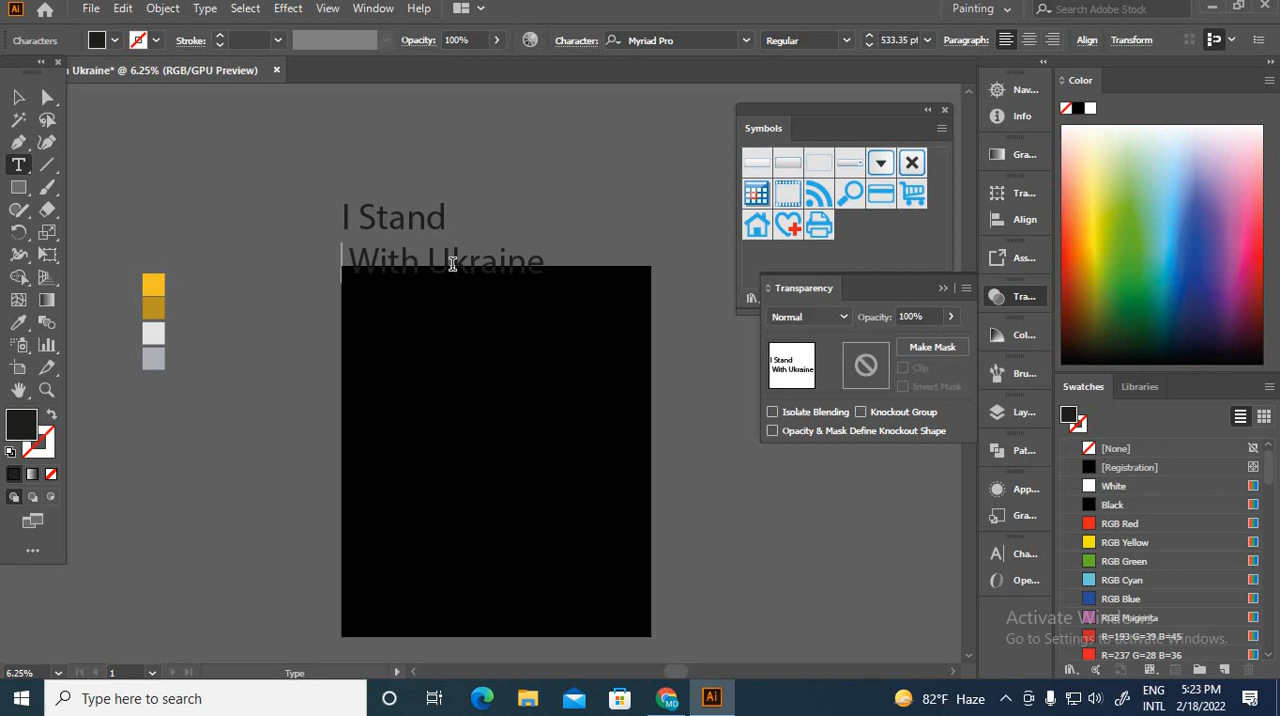 File Edit Object Type Select Effect View Window Help
Painting
Search Adobe Stock
Characters
Stroke:
Opacity: 100%
Character: Myriad Pro
Regular
533.35 pt
Paragraph:
Align
Transform
Ukraine* @ 6.25% (RGB/GPU Preview)
I Stand
With Ukraine
Symbols
Transparency
Normal
Opacity: 100%
I Stand
With Ukraine
Make Mask
Clip
Invert Mask
Isolate Blending
Knockout Group
Opacity & Mask Define Knockout Shape
Nav...
Info
Gra...
Tra...
Align
Ass...
Tra...
Col...
Bru...
Lay...
Pat...
App...
Gra...
Cha...
Ope...
Color
Swatches
Libraries
[None]
[Registration]
White
Black
RGB Red
RGB Yellow
RGB Green
RGB Cyan
RGB Blue
RGB Magenta
R=193 G=39 B=45
R=237 G=28 B=36
Activate Windows
Go to Settings to activate Windows.
6.25%
1
Type
Type here to search
MD
Ai
82°F Haze
ENG
INTL
5:23 PM
2/18/2022